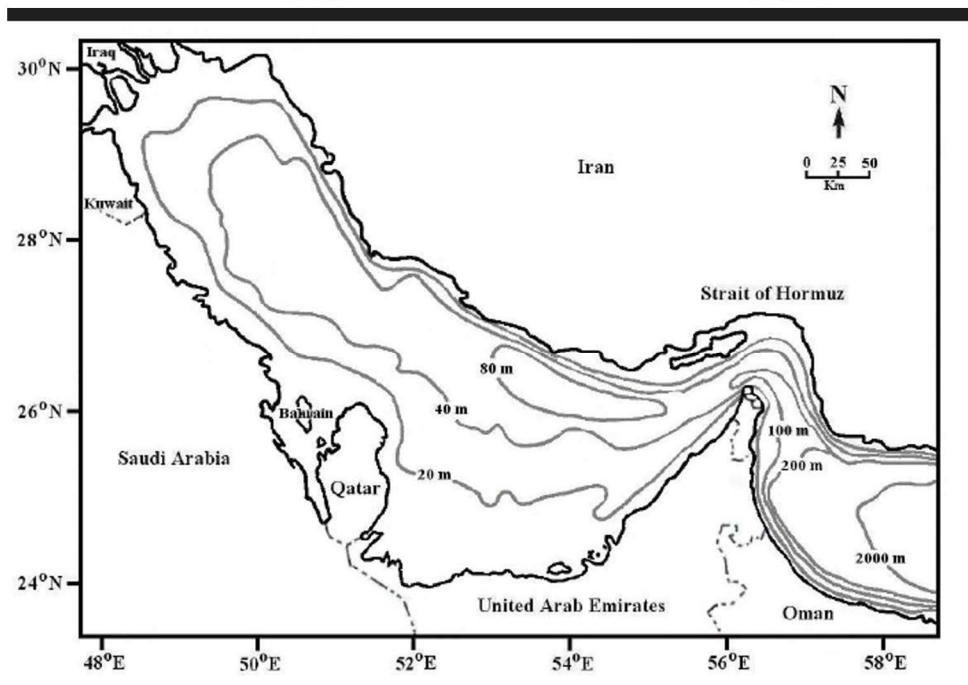 Iraq
30°N
N
0 25 50
Km
Iran
Kuwait
28°N
Strait of Hormuz
80 m
40 m
26°N
Bahrain
100 m
Saudi Arabia
200 m
20 m
Qatar
2000 m
24°N
United Arab Emirates
Oman
48°E 50°E 52°E 54°E 56°E 58°E